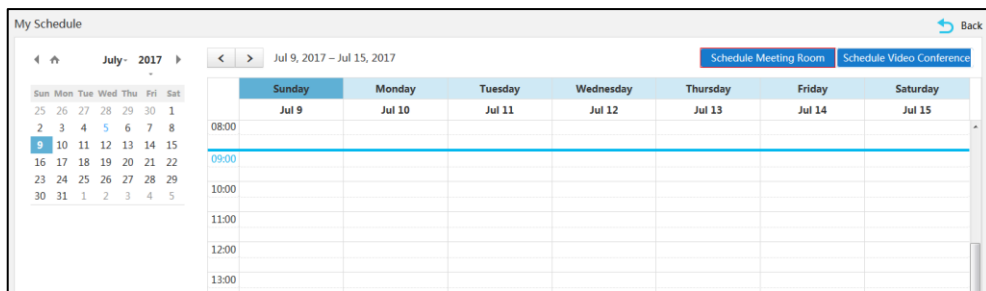 My Schedule
Back
July- 2017
Jul 9, 2017 – Jul 15, 2017
Schedule Meeting Room
Schedule Video Conference
Sun Mon Tue Wed Thu Fri Sat
25 26 27 28 29 30 1
2 3 4 5 6 7 8
9 10 11 12 13 14 15
16 17 18 19 20 21 22
23 24 25 26 27 28 29
30 31 1 2 3 4 5
Sunday Monday Tuesday Wednesday Thursday Friday Saturday
Jul 9 Jul 10 Jul 11 Jul 12 Jul 13 Jul 14 Jul 15
08:00
09:00
10:00
11:00
12:00
13:00